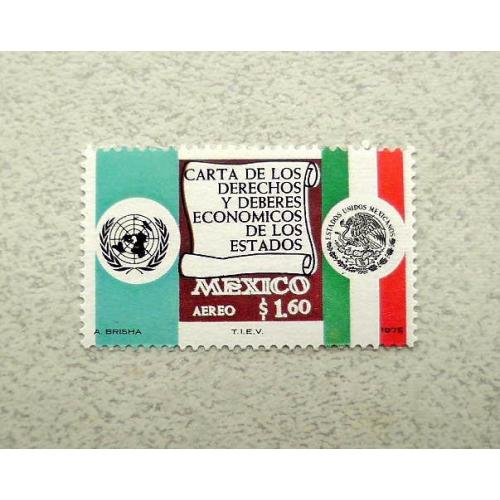 CARTA DE LOS
DERECHOS
Y DEBERES
ECONOMICOS
DE LOS
ESTADOS
ESTADOS UNIDOS MEXICANOS
MEXICO
AEREO $1.60
A. BRISHA T.I.E.V. 1975